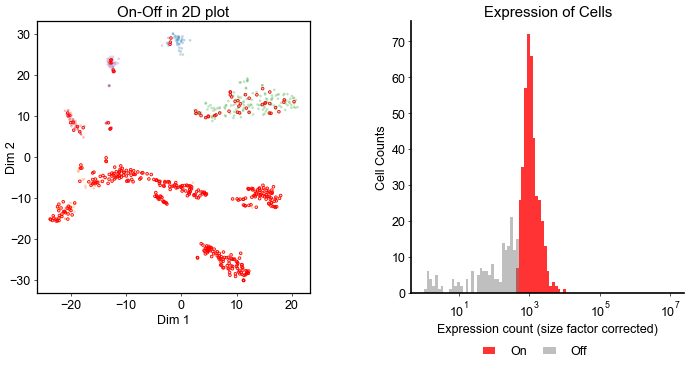 On-Off in 2D plot
30
20
10
0
−10
−20
−30
Dim 2
−20 −10 0 10 20
Dim 1
Expression of Cells
70
60
50
40
30
20
10
0
Cell Counts
10^1 10^3 10^5 10^7
Expression count (size factor corrected)
On Off